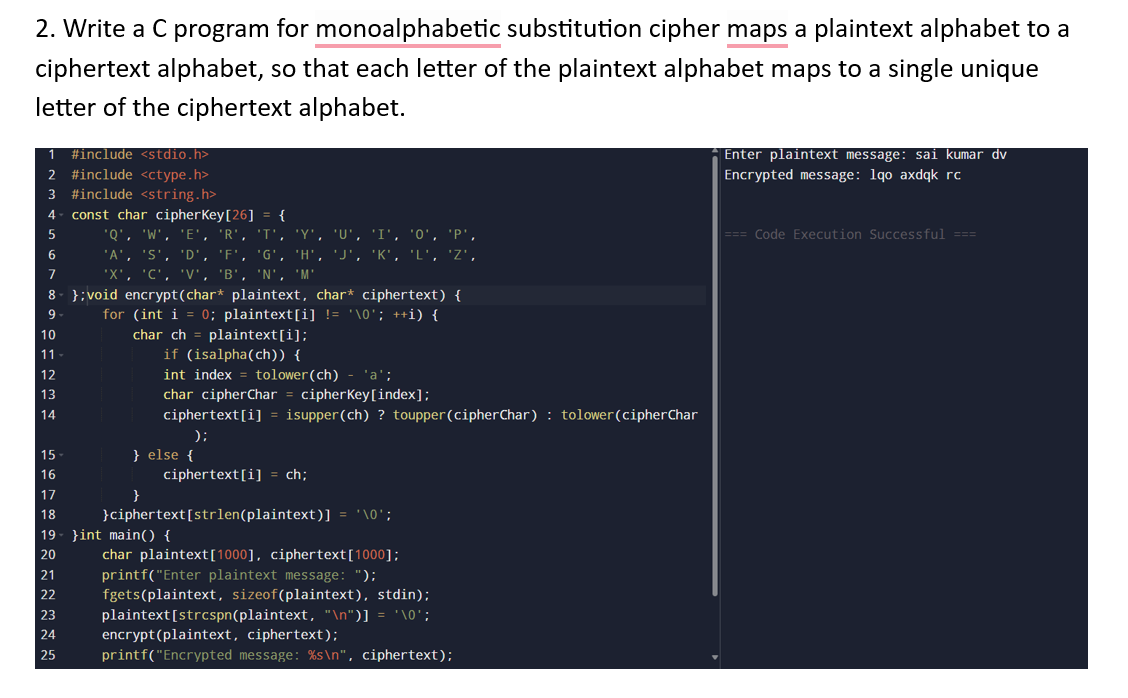 2. Write a C program for monoalphabetic substitution cipher maps a plaintext alphabet to a
ciphertext alphabet, so that each letter of the plaintext alphabet maps to a single unique
letter of the ciphertext alphabet.
1 #include <stdio.h>
2 #include <ctype.h>
3 #include <string.h>
4 const char cipherKey[26] = {
5 'Q', 'W', 'E', 'R', 'T', 'Y', 'U', 'I', 'O', 'P',
6 'A', 'S', 'D', 'F', 'G', 'H', 'J', 'K', 'L', 'Z',
7 'X', 'C', 'V', 'B', 'N', 'M'
8 };void encrypt(char* plaintext, char* ciphertext) {
9 for (int i = 0; plaintext[i] != '\0'; ++i) {
10 char ch = plaintext[i];
11 if (isalpha(ch)) {
12 int index = tolower(ch) - 'a';
13 char cipherChar = cipherKey[index];
14 ciphertext[i] = isupper(ch) ? toupper(cipherChar) : tolower(cipherChar
);
15 } else {
16 ciphertext[i] = ch;
17 }
18 }ciphertext[strlen(plaintext)] = '\0';
19 }int main() {
20 char plaintext[1000], ciphertext[1000];
21 printf("Enter plaintext message: ");
22 fgets(plaintext, sizeof(plaintext), stdin);
23 plaintext[strcspn(plaintext, "\n")] = '\0';
24 encrypt(plaintext, ciphertext);
25 printf("Encrypted message: %s\n", ciphertext);
Enter plaintext message: sai kumar dv
Encrypted message: lqo axdqk rc
=== Code Execution Successful ===